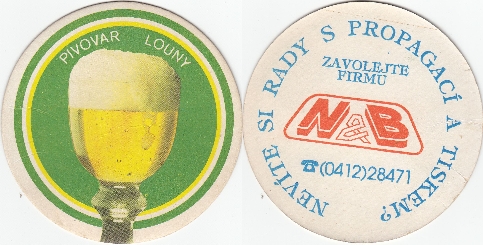 PIVOVAR LOUNY
NEVÍTE SI RADY S PROPAGACÍ A TISKEM?
ZAVOLEJTE
FIRMU
N&B
☎(0412)28471